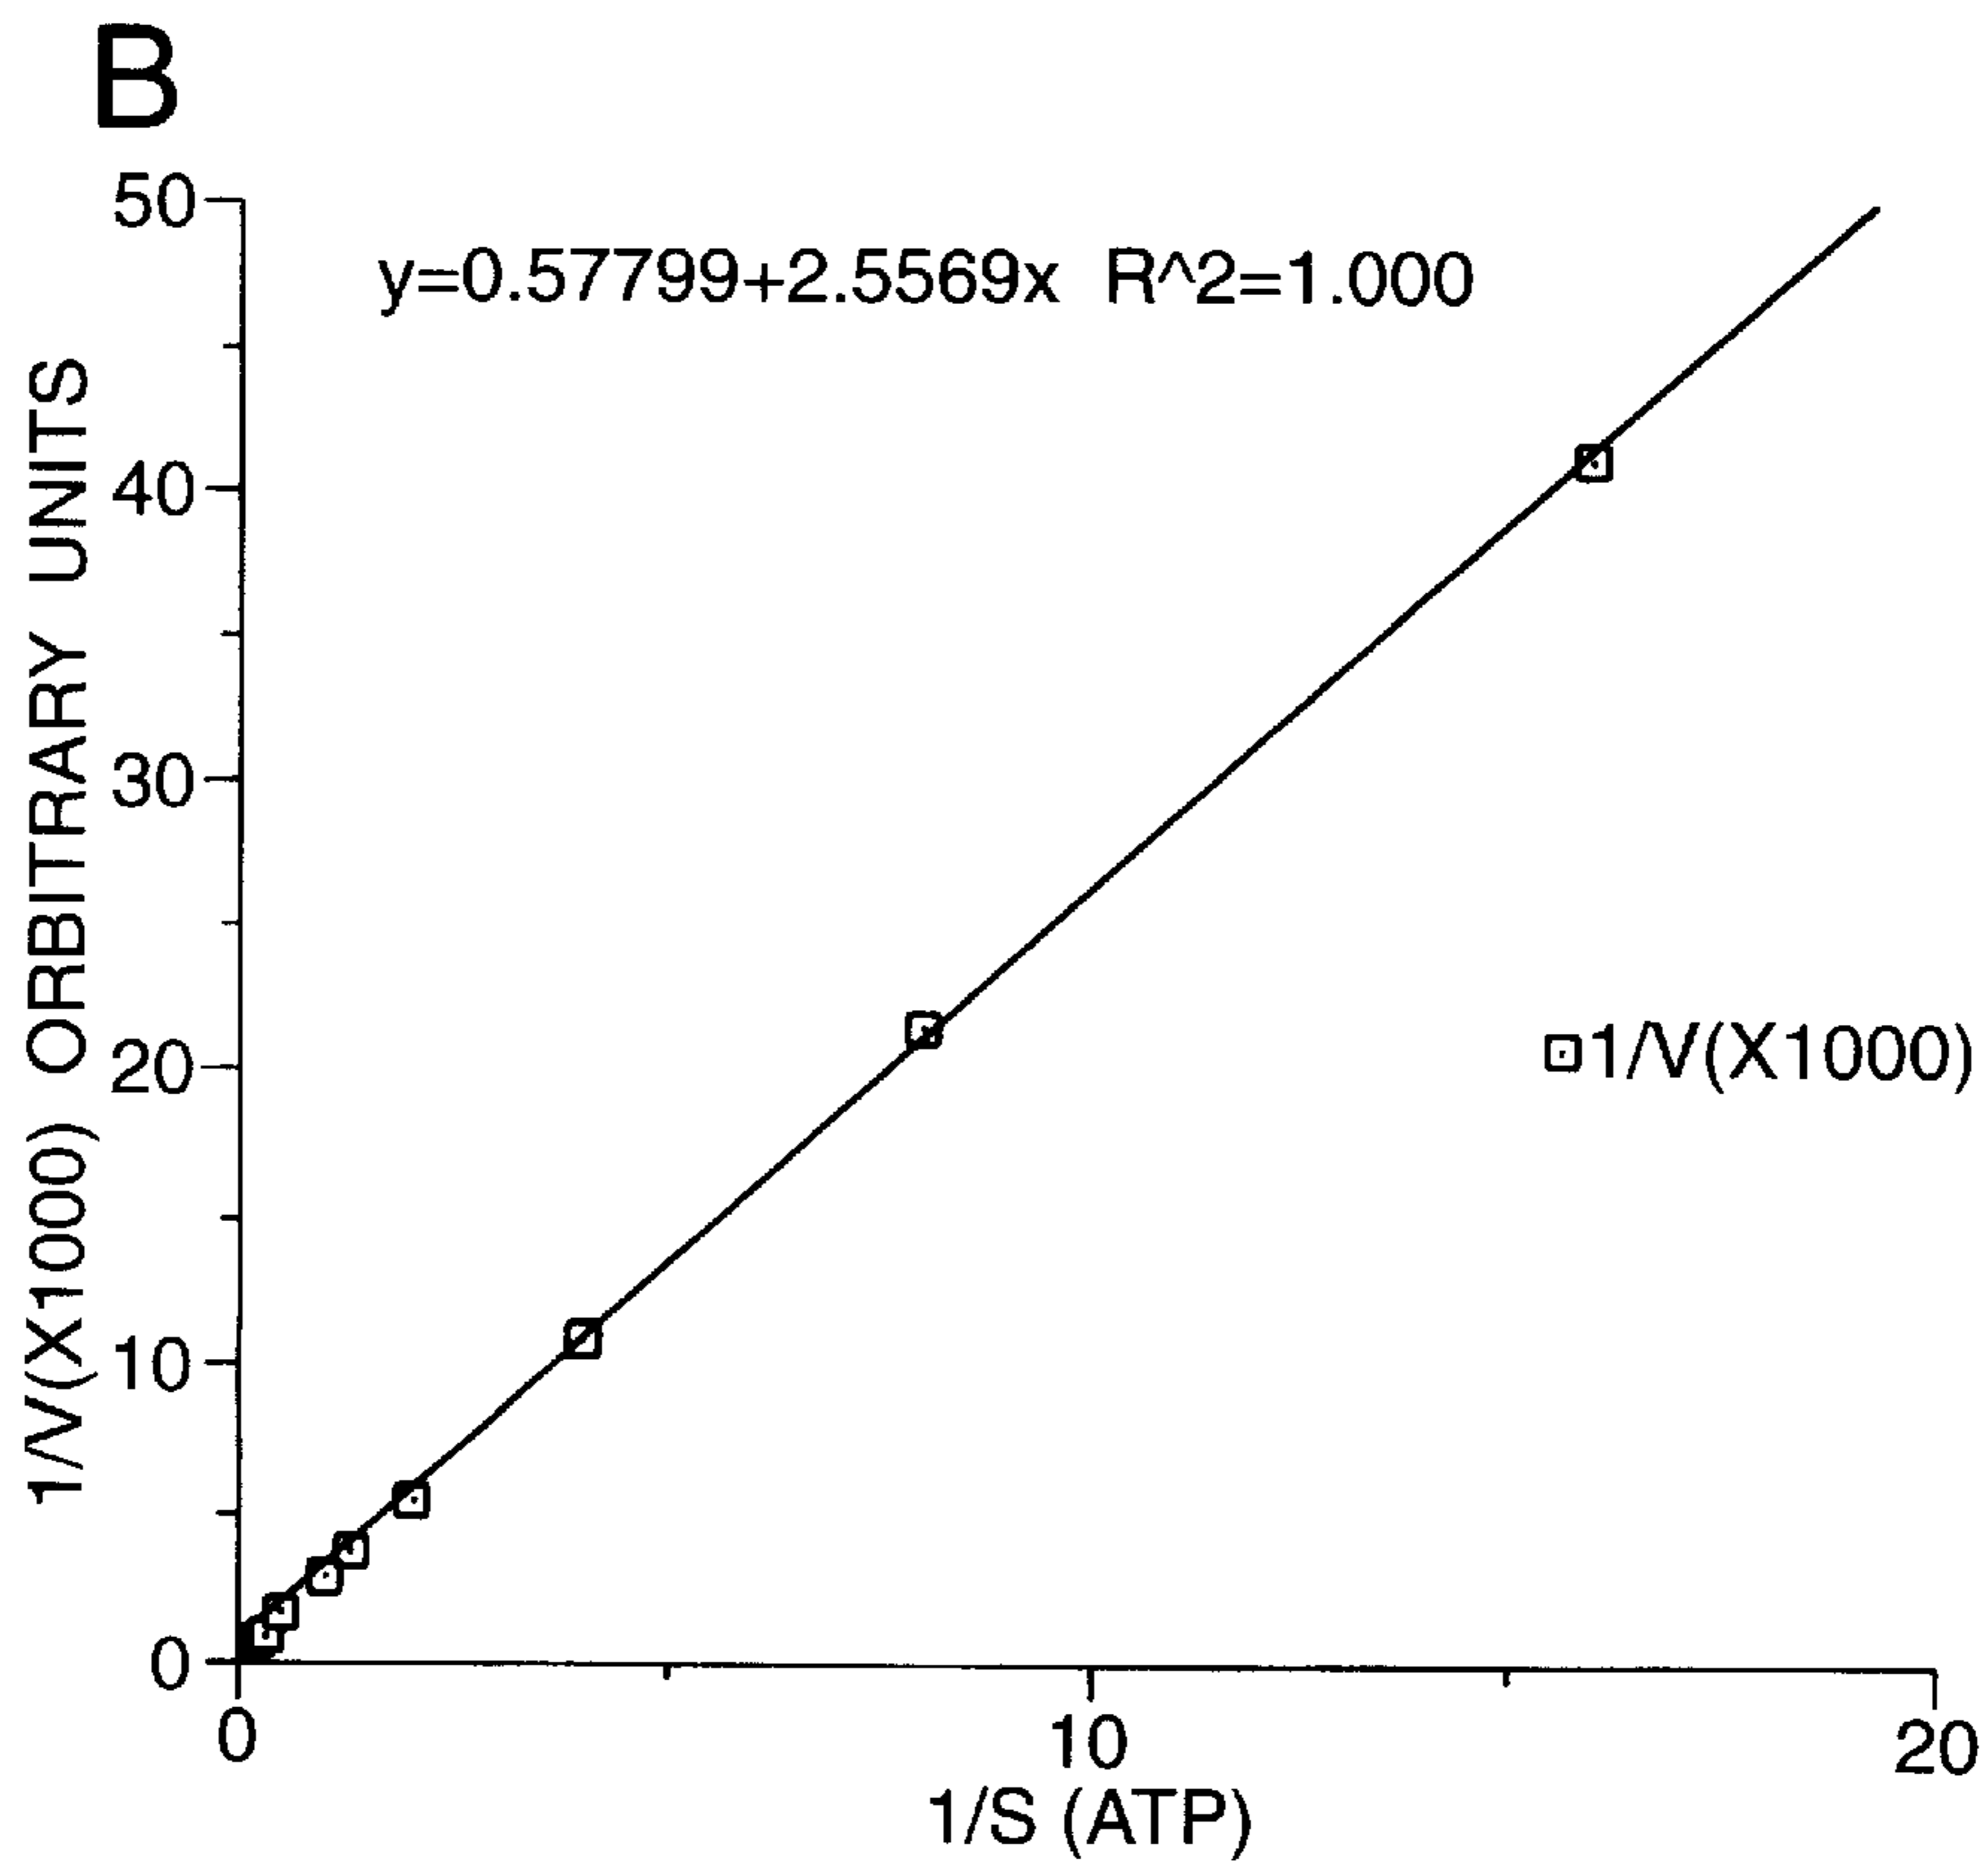 B
50
y=0.57799+2.5569x R^2=1.000
40
30
20
10
0
1/V(X1000) ORBITRARY UNITS
1/V(X1000)
0
10
20
1/S (ATP)